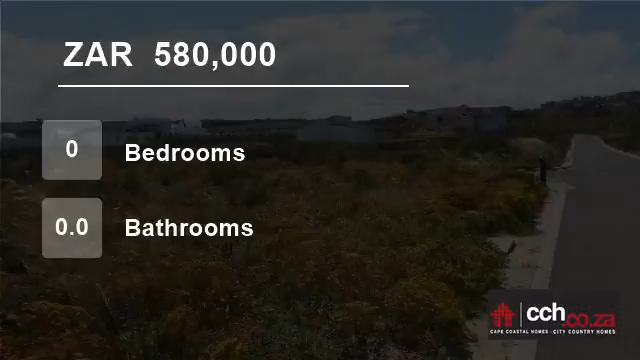 ZAR 580,000
0 Bedrooms
0.0 Bathrooms
cch.co.za
CAPE COASTAL HOMES - CITY COUNTRY HOMES